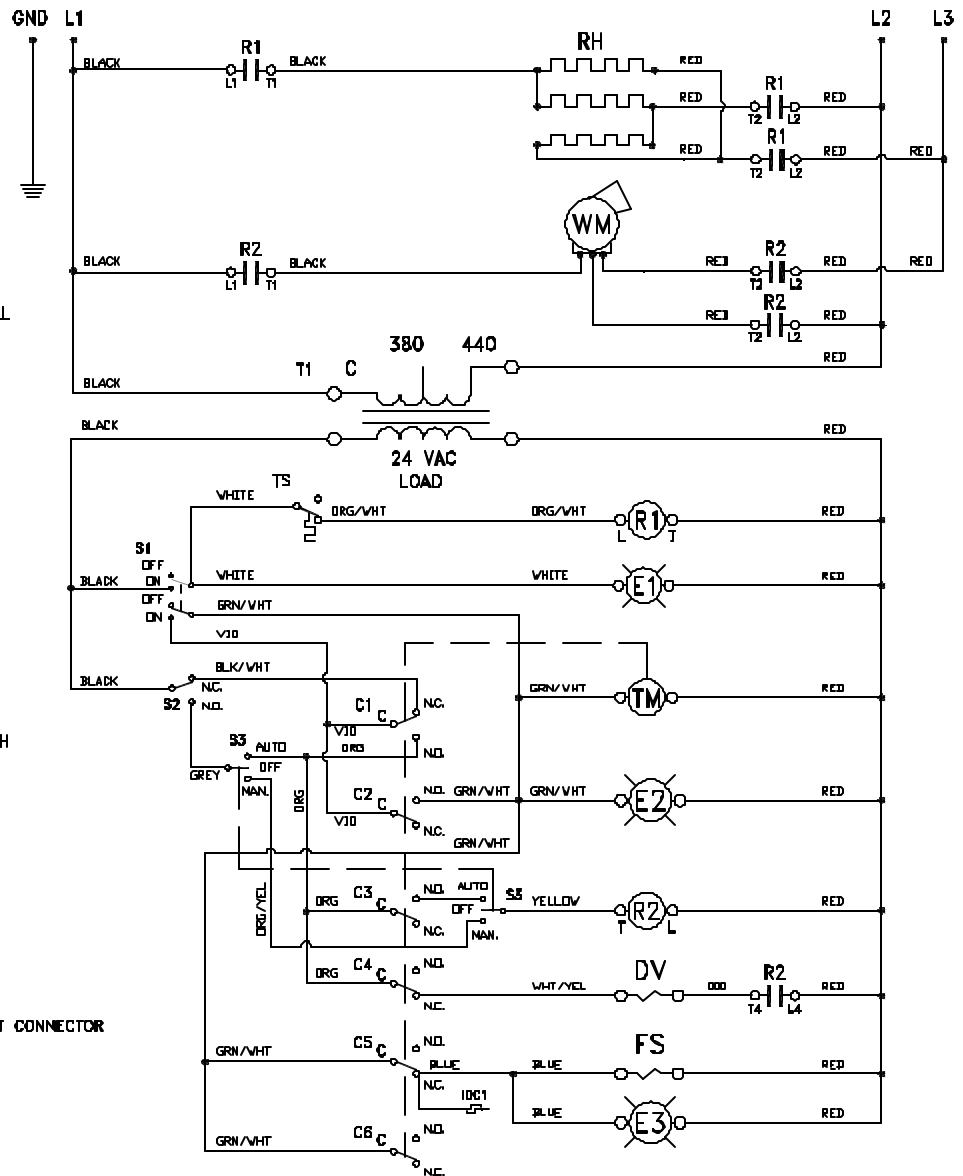 GND L1 L2 L3
R1 RH
BLACK BLACK RED
L1 T1
RED R1 RED
T2 L2
R1
RED RED RED
T2 L2
WM
R2 R2
BLACK BLACK RED RED RED
L1 T1 T2 L2
R2
RED RED
T2 L2
380 440
T1 C RED
BLACK
BLACK RED
24 VAC
LOAD
TS
WHITE ORG/WHT ORG/WHT R1 RED
L T
S1
OFF
BLACK ON WHITE WHITE E1 RED
OFF GRN/WHT
ON
VIO
BLK/WHT
BLACK N.C. GRN/WHT TM RED
S2 N.O. C1 C N.C.
VIO
S3 AUTO ORG N.O.
GREY OFF
MAN. ORG C2 C N.O. GRN/WHT GRN/WHT E2 RED
VIO N.C.
GRN/WHT
ORG/YEL C3 N.O. AUTO S3
ORG C OFF YELLOW R2 RED
N.C. MAN. T L
C4 N.O. DV R2
ORG C WHT/YEL RED
N.C. T4 L4
T CONNECTOR
C5 N.O. FS
GRN/WHT C BLUE BLUE RED
N.C. IDC1
BLUE E3 RED
C6 N.O.
GRN/WHT C
N.C.
H